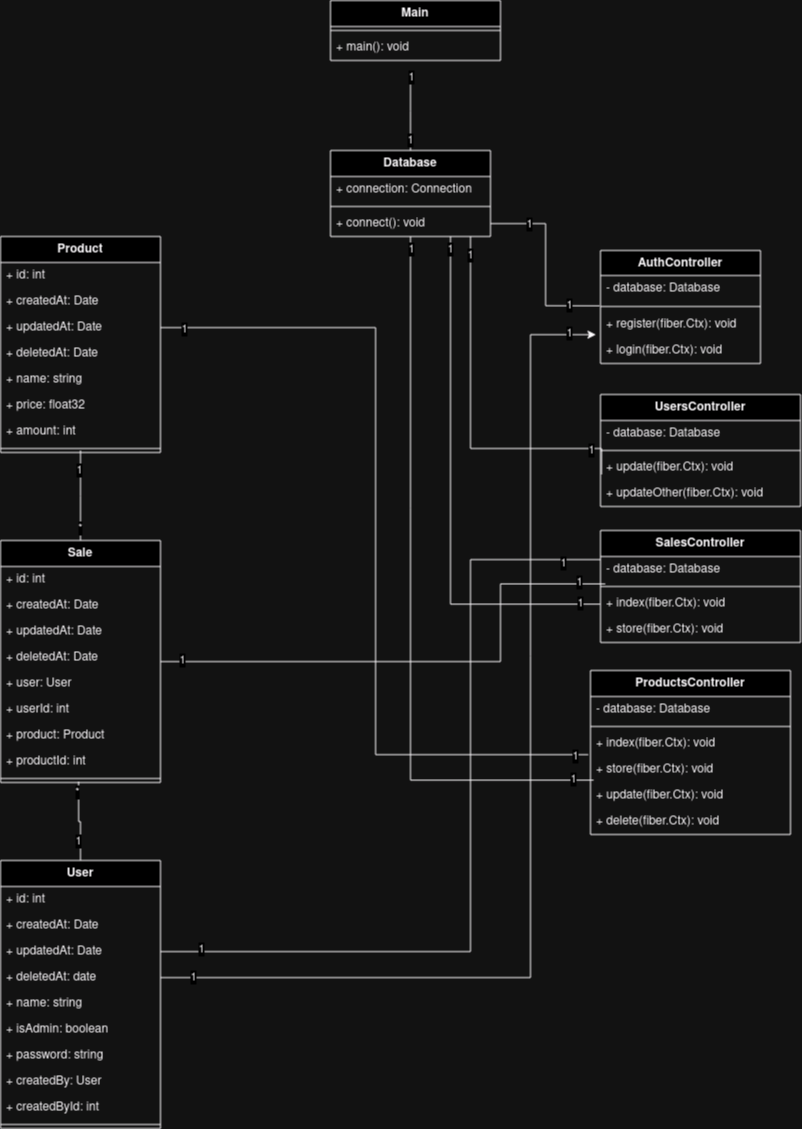 Main
+ main(): void
1
1
Database
+ connection: Connection
+ connect(): void
1
1
1
1
Product
+ id: int
+ createdAt: Date
+ updatedAt: Date
+ deletedAt: Date
+ name: string
+ price: float32
+ amount: int
1
1
*
AuthController
- database: Database
+ register(fiber.Ctx): void
+ login(fiber.Ctx): void
1
1
UsersController
- database: Database
+ update(fiber.Ctx): void
+ updateOther(fiber.Ctx): void
1
Sale
+ id: int
+ createdAt: Date
+ updatedAt: Date
+ deletedAt: Date
+ user: User
+ userId: int
+ product: Product
+ productId: int
1
*
1
SalesController
- database: Database
+ index(fiber.Ctx): void
+ store(fiber.Ctx): void
1
1
1
ProductsController
- database: Database
+ index(fiber.Ctx): void
+ store(fiber.Ctx): void
+ update(fiber.Ctx): void
+ delete(fiber.Ctx): void
1
1
User
+ id: int
+ createdAt: Date
+ updatedAt: Date
+ deletedAt: date
+ name: string
+ isAdmin: boolean
+ password: string
+ createdBy: User
+ createdById: int
1
1